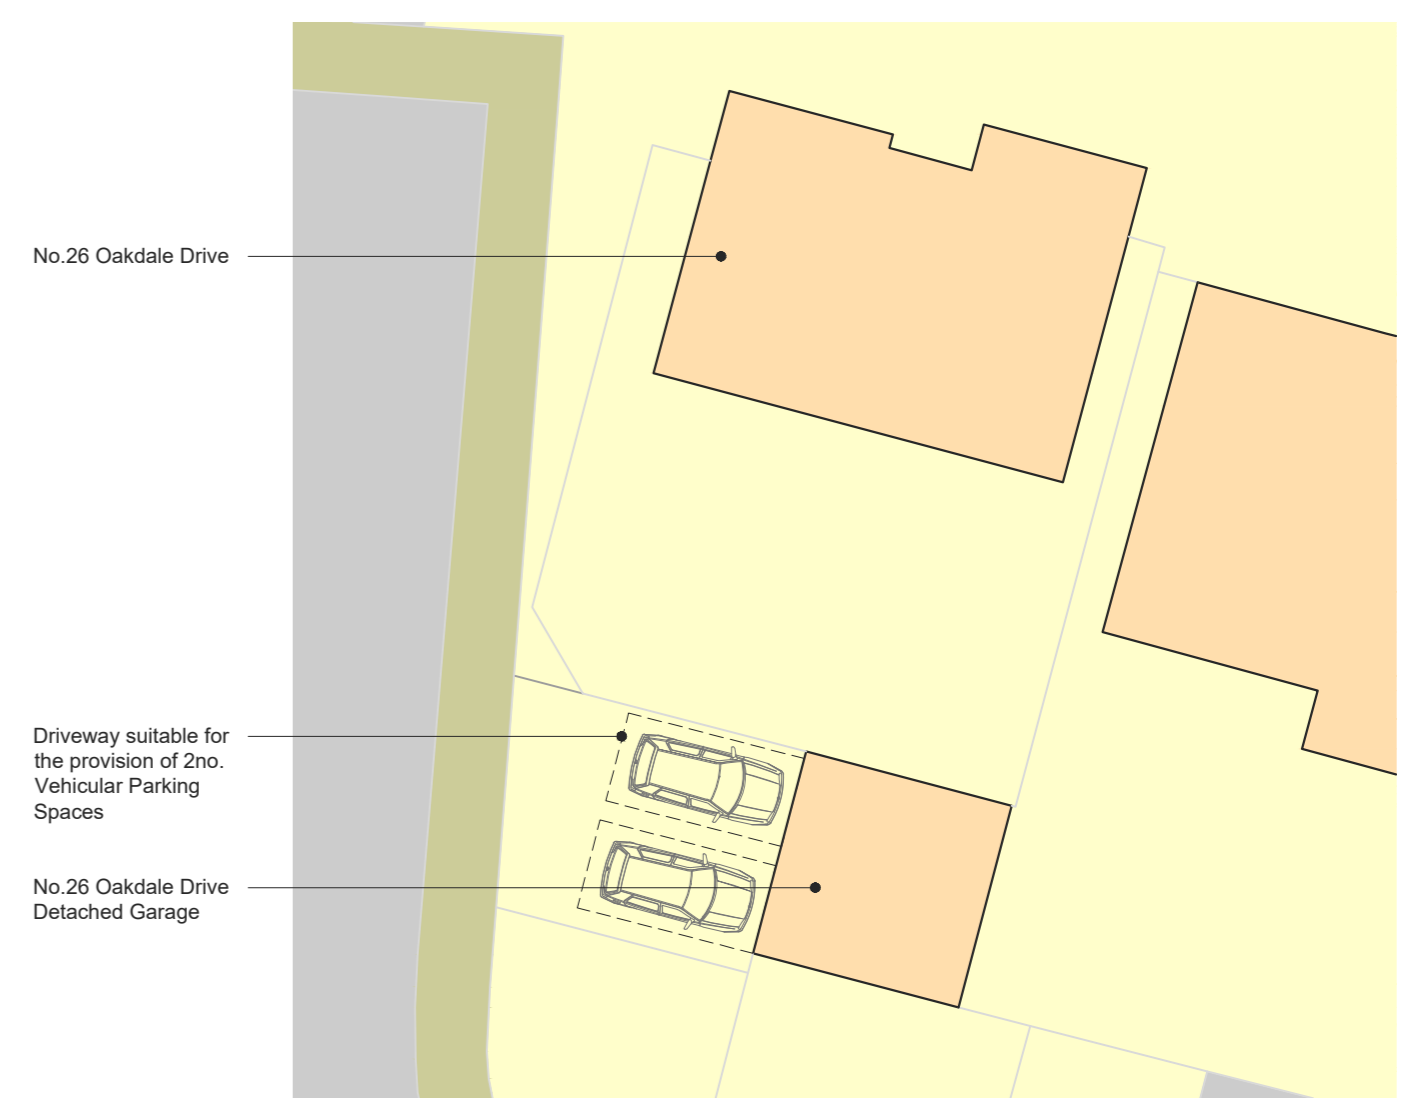 No.26 Oakdale Drive
Driveway suitable for
the provision of 2no.
Vehicular Parking
Spaces
No.26 Oakdale Drive
Detached Garage